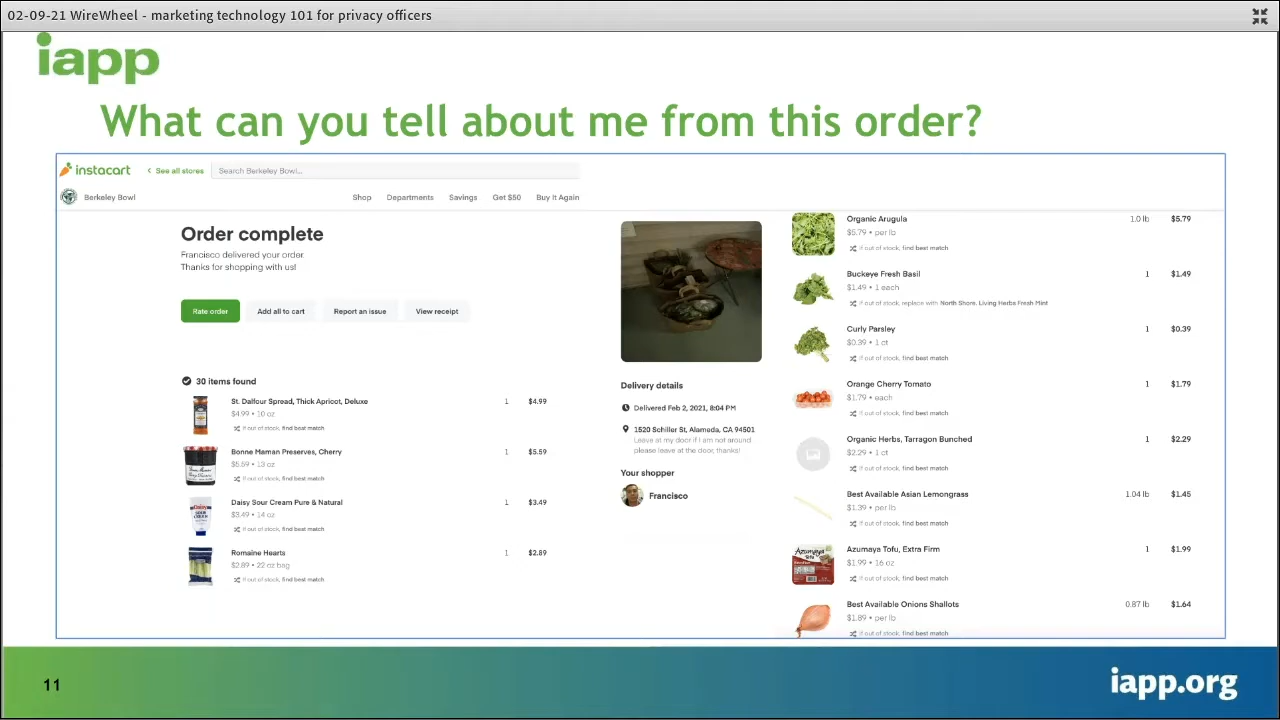 02-09-21 WireWheel - marketing technology 101 for privacy officers
iapp
What can you tell about me from this order?
instacart
See all stores
Search Berkeley Bowl...
Berkeley Bowl
Shop
Departments
Savings
Get $50
Buy It Again
Order complete
Francisco delivered your order.
Thanks for shopping with us!
Rate order
Add all to cart
Report an issue
View receipt
30 items found
St. Dalfour Spread, Thick Apricot, Deluxe 1 $4.99
$4.99 • 10 oz
If out of stock, find best match
Bonne Maman Preserves, Cherry 1 $5.59
$5.59 • 13 oz
If out of stock, find best match
Daisy Sour Cream Pure & Natural 1 $3.49
$3.49 • 14 oz
If out of stock, find best match
Romaine Hearts 1 $2.89
$2.89 • 22 oz bag
If out of stock, find best match
Delivery details
Delivered Feb 2, 2021, 8:04 PM
1520 Schiller St, Alameda, CA 94501
Leave at my door if I am not around
please leave at the door, thanks!
Your shopper
Francisco
Organic Arugula 1.0 lb $5.79
$5.79 • per lb
If out of stock, find best match
Buckeye Fresh Basil 1 $1.49
$1.49 • 1 each
If out of stock, replace with North Shore, Living Herbs Fresh Mint
Curly Parsley 1 $0.39
$0.39 • 1 ct
If out of stock, find best match
Orange Cherry Tomato 1 $1.79
$1.79 • each
If out of stock, find best match
Organic Herbs, Tarragon Bunched 1 $2.29
$2.29 • 1 ct
If out of stock, find best match
Best Available Asian Lemongrass 1.04 lb $1.45
$1.39 • per lb
If out of stock, find best match
Azumaya Tofu, Extra Firm 1 $1.99
$1.99 • 16 oz
If out of stock, find best match
Best Available Onions Shallots 0.87 lb $1.64
$1.89 • per lb
If out of stock, find best match
11
iapp.org